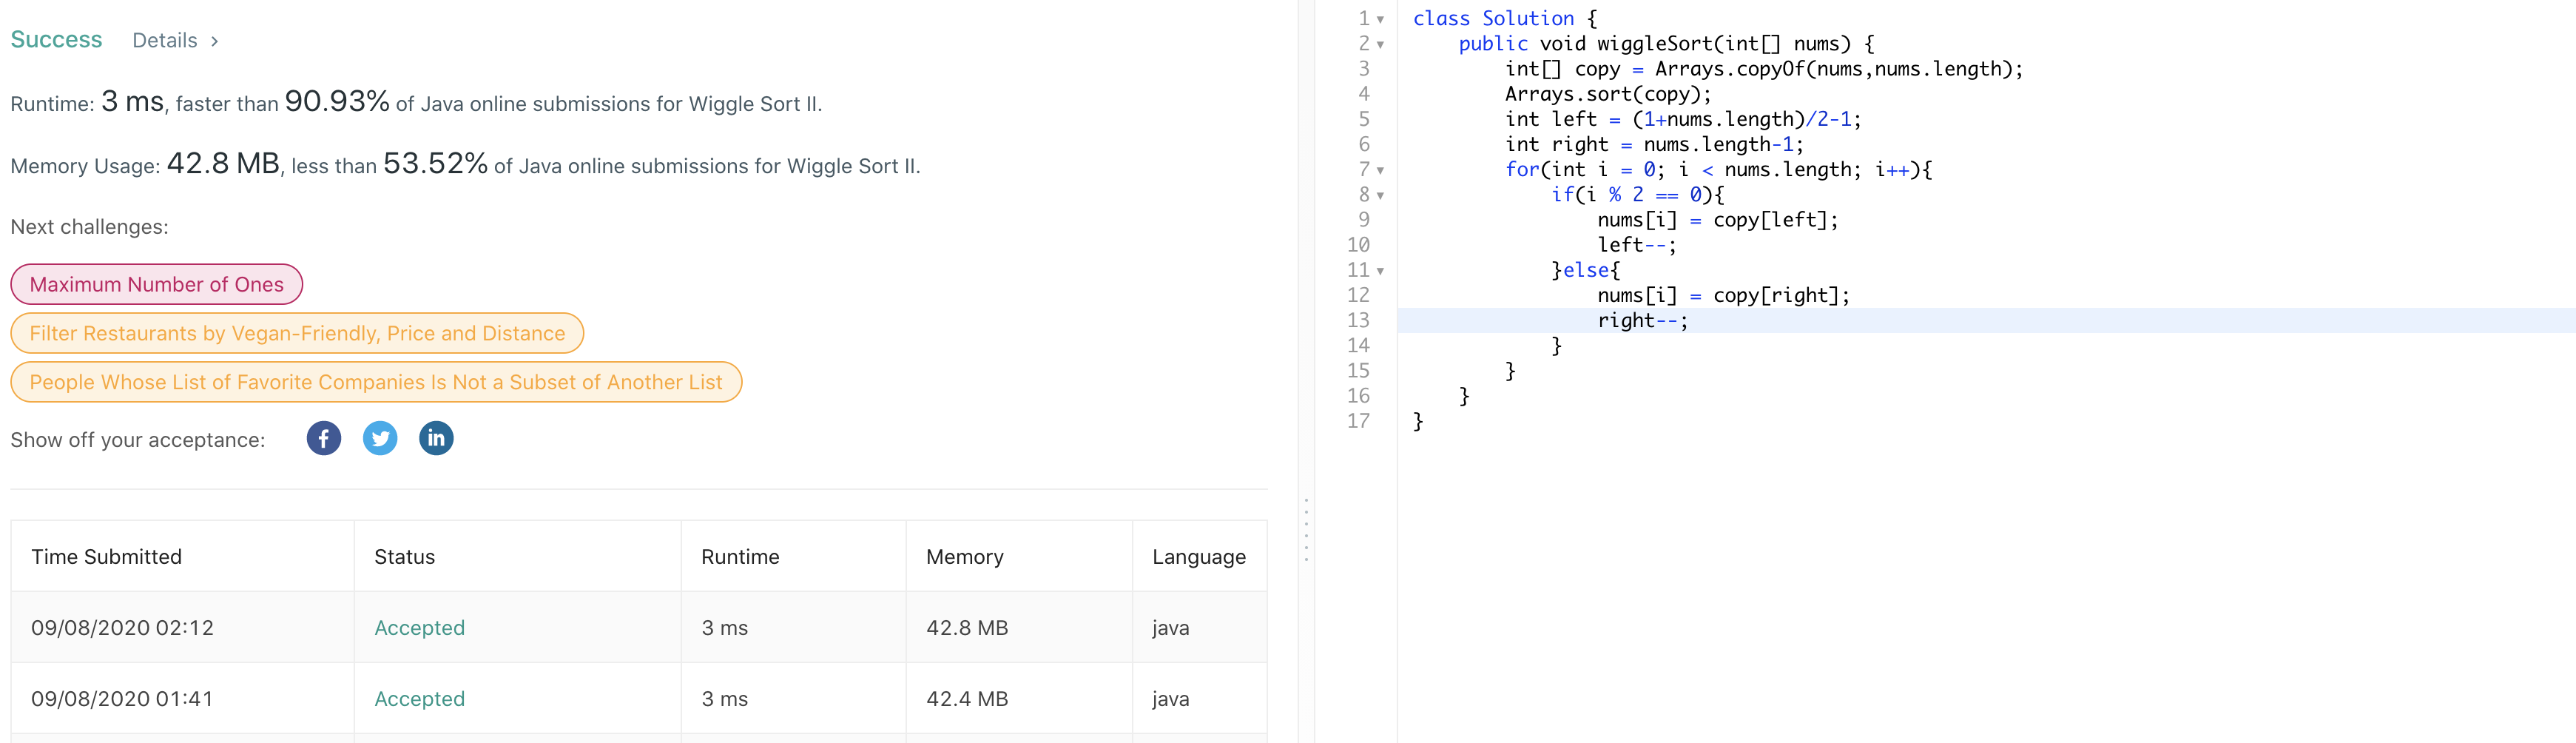 Success Details >
Runtime: 3 ms, faster than 90.93% of Java online submissions for Wiggle Sort II.
Memory Usage: 42.8 MB, less than 53.52% of Java online submissions for Wiggle Sort II.
Next challenges:
Maximum Number of Ones
Filter Restaurants by Vegan-Friendly, Price and Distance
People Whose List of Favorite Companies Is Not a Subset of Another List
Show off your acceptance: f in
Time Submitted Status Runtime Memory Language
09/08/2020 02:12 Accepted 3 ms 42.8 MB java
09/08/2020 01:41 Accepted 3 ms 42.4 MB java
1 class Solution {
2     public void wiggleSort(int[] nums) {
3         int[] copy = Arrays.copyOf(nums,nums.length);
4         Arrays.sort(copy);
5         int left = (1+nums.length)/2-1;
6         int right = nums.length-1;
7         for(int i = 0; i < nums.length; i++){
8             if(i % 2 == 0){
9                 nums[i] = copy[left];
10                 left--;
11             }else{
12                 nums[i] = copy[right];
13                 right--;
14             }
15         }
16     }
17 }